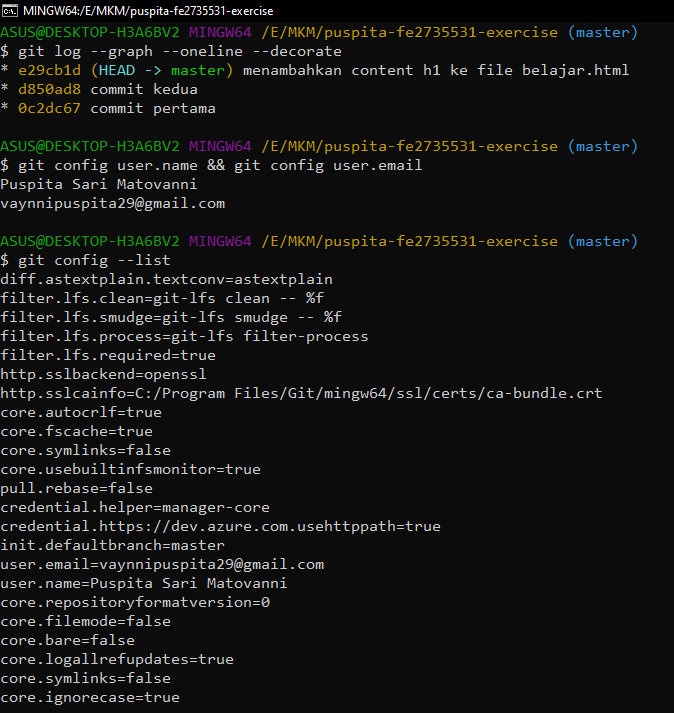 MINGW64:/E/MKM/puspita-fe2735531-exercise
ASUS@DESKTOP-H3A6BV2 MINGW64 /E/MKM/puspita-fe2735531-exercise (master)
$ git log --graph --oneline --decorate
* e29cb1d (HEAD -> master) menambahkan content h1 ke file belajar.html
* d850ad8 commit kedua
* 0c2dc67 commit pertama
ASUS@DESKTOP-H3A6BV2 MINGW64 /E/MKM/puspita-fe2735531-exercise (master)
$ git config user.name && git config user.email
Puspita Sari Matovanni
vaynnipuspita29@gmail.com
ASUS@DESKTOP-H3A6BV2 MINGW64 /E/MKM/puspita-fe2735531-exercise (master)
$ git config --list
diff.astextplain.textconv=astextplain
filter.lfs.clean=git-lfs clean -- %f
filter.lfs.smudge=git-lfs smudge -- %f
filter.lfs.process=git-lfs filter-process
filter.lfs.required=true
http.sslbackend=openssl
http.sslcainfo=C:/Program Files/Git/mingw64/ssl/certs/ca-bundle.crt
core.autocrlf=true
core.fscache=true
core.symlinks=false
core.usebuiltinfsmonitor=true
pull.rebase=false
credential.helper=manager-core
credential.https://dev.azure.com.usehttppath=true
init.defaultbranch=master
user.email=vaynnipuspita29@gmail.com
user.name=Puspita Sari Matovanni
core.repositoryformatversion=0
core.filemode=false
core.bare=false
core.logallrefupdates=true
core.symlinks=false
core.ignorecase=true